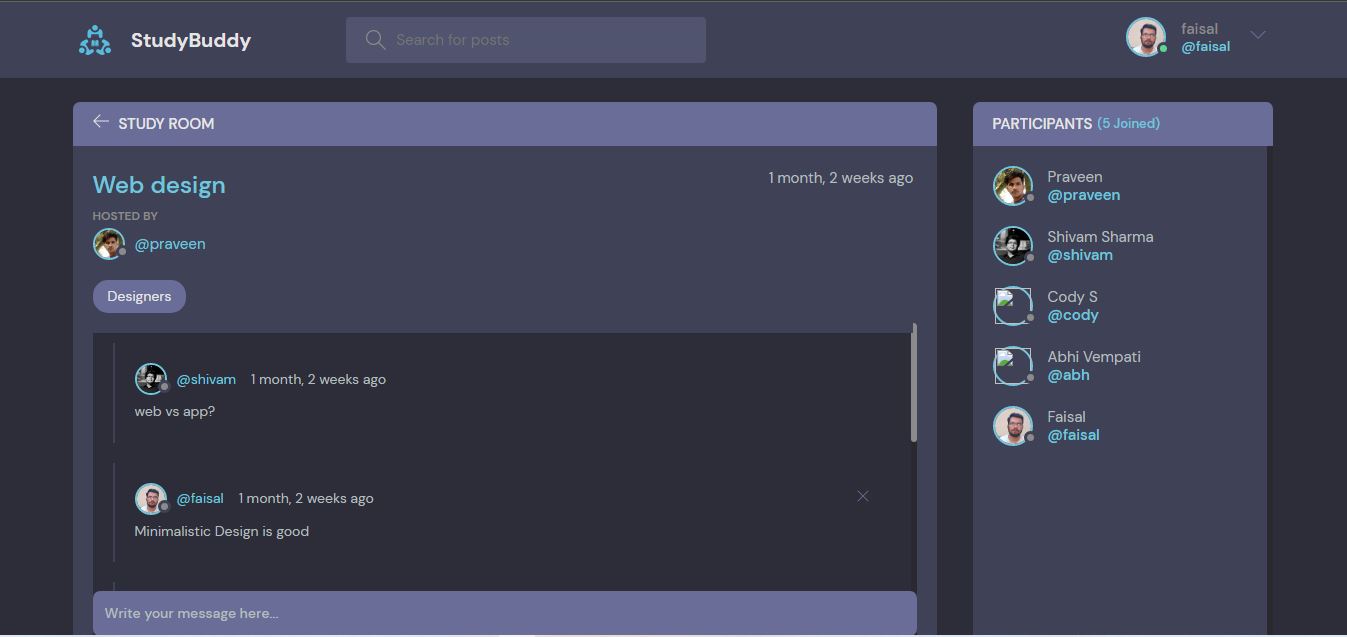 StudyBuddy
Search for posts
faisal
@faisal
STUDY ROOM
Web design
1 month, 2 weeks ago
HOSTED BY
@praveen
Designers
@shivam 1 month, 2 weeks ago
web vs app?
@faisal 1 month, 2 weeks ago
Minimalistic Design is good
Write your message here...
PARTICIPANTS (5 Joined)
Praveen
@praveen
Shivam Sharma
@shivam
Cody S
@cody
Abhi Vempati
@abh
Faisal
@faisal